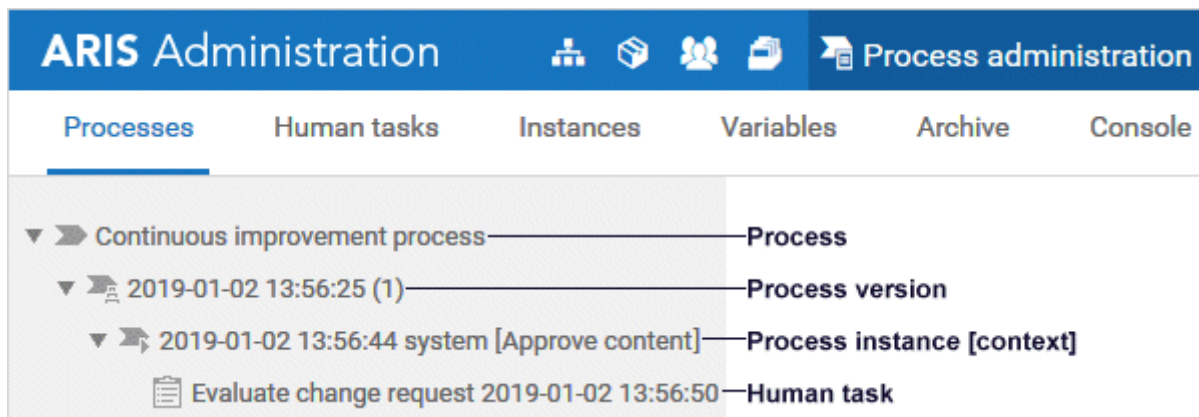 ARIS Administration Process administration
Processes Human tasks Instances Variables Archive Console
Continuous improvement process Process
2019-01-02 13:56:25 (1) Process version
2019-01-02 13:56:44 system [Approve content] Process instance [context]
Evaluate change request 2019-01-02 13:56:50 Human task